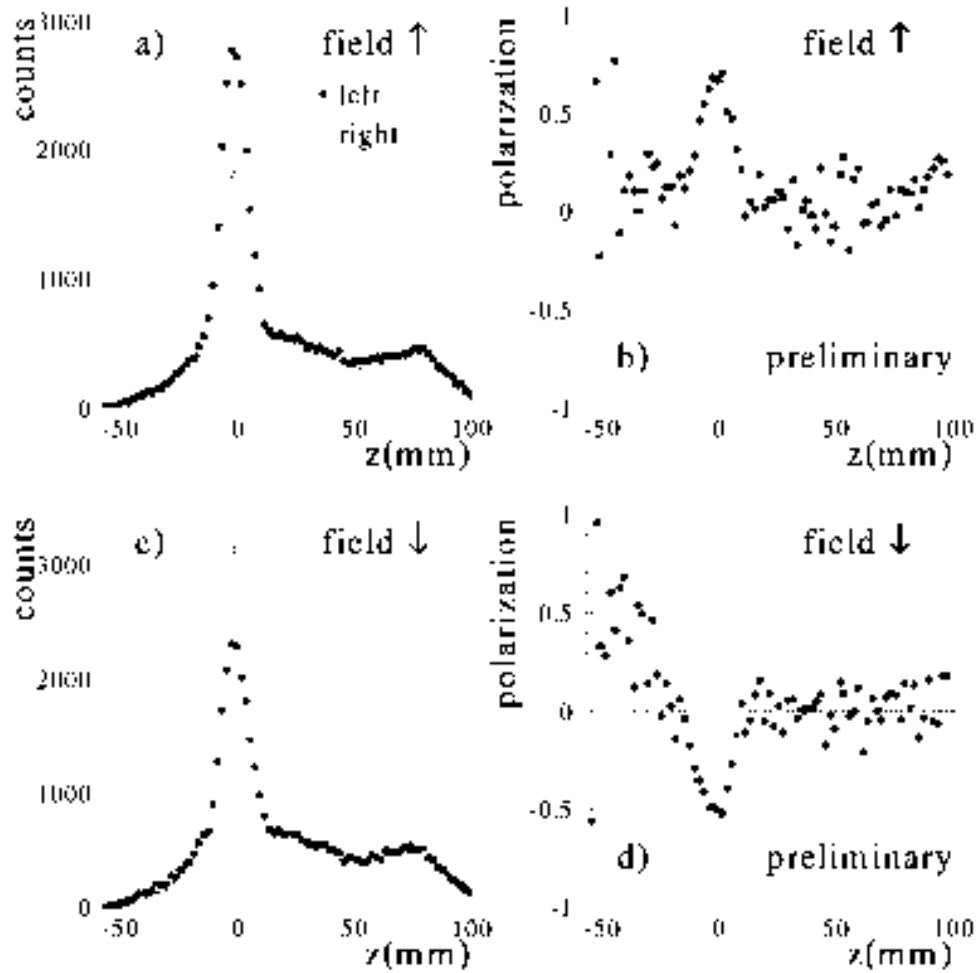 a)
field ↑
left
right
counts
3000
2000
1000
0
-50
0
50
100
z(mm)
b)
field ↑
preliminary
polarization
1
0.5
0
-0.5
-1
-50
0
50
100
z(mm)
c)
field ↓
counts
3000
2000
1000
0
-50
0
50
100
z(mm)
d)
field ↓
preliminary
polarization
1
0.5
0
-0.5
-1
-50
0
50
100
z(mm)